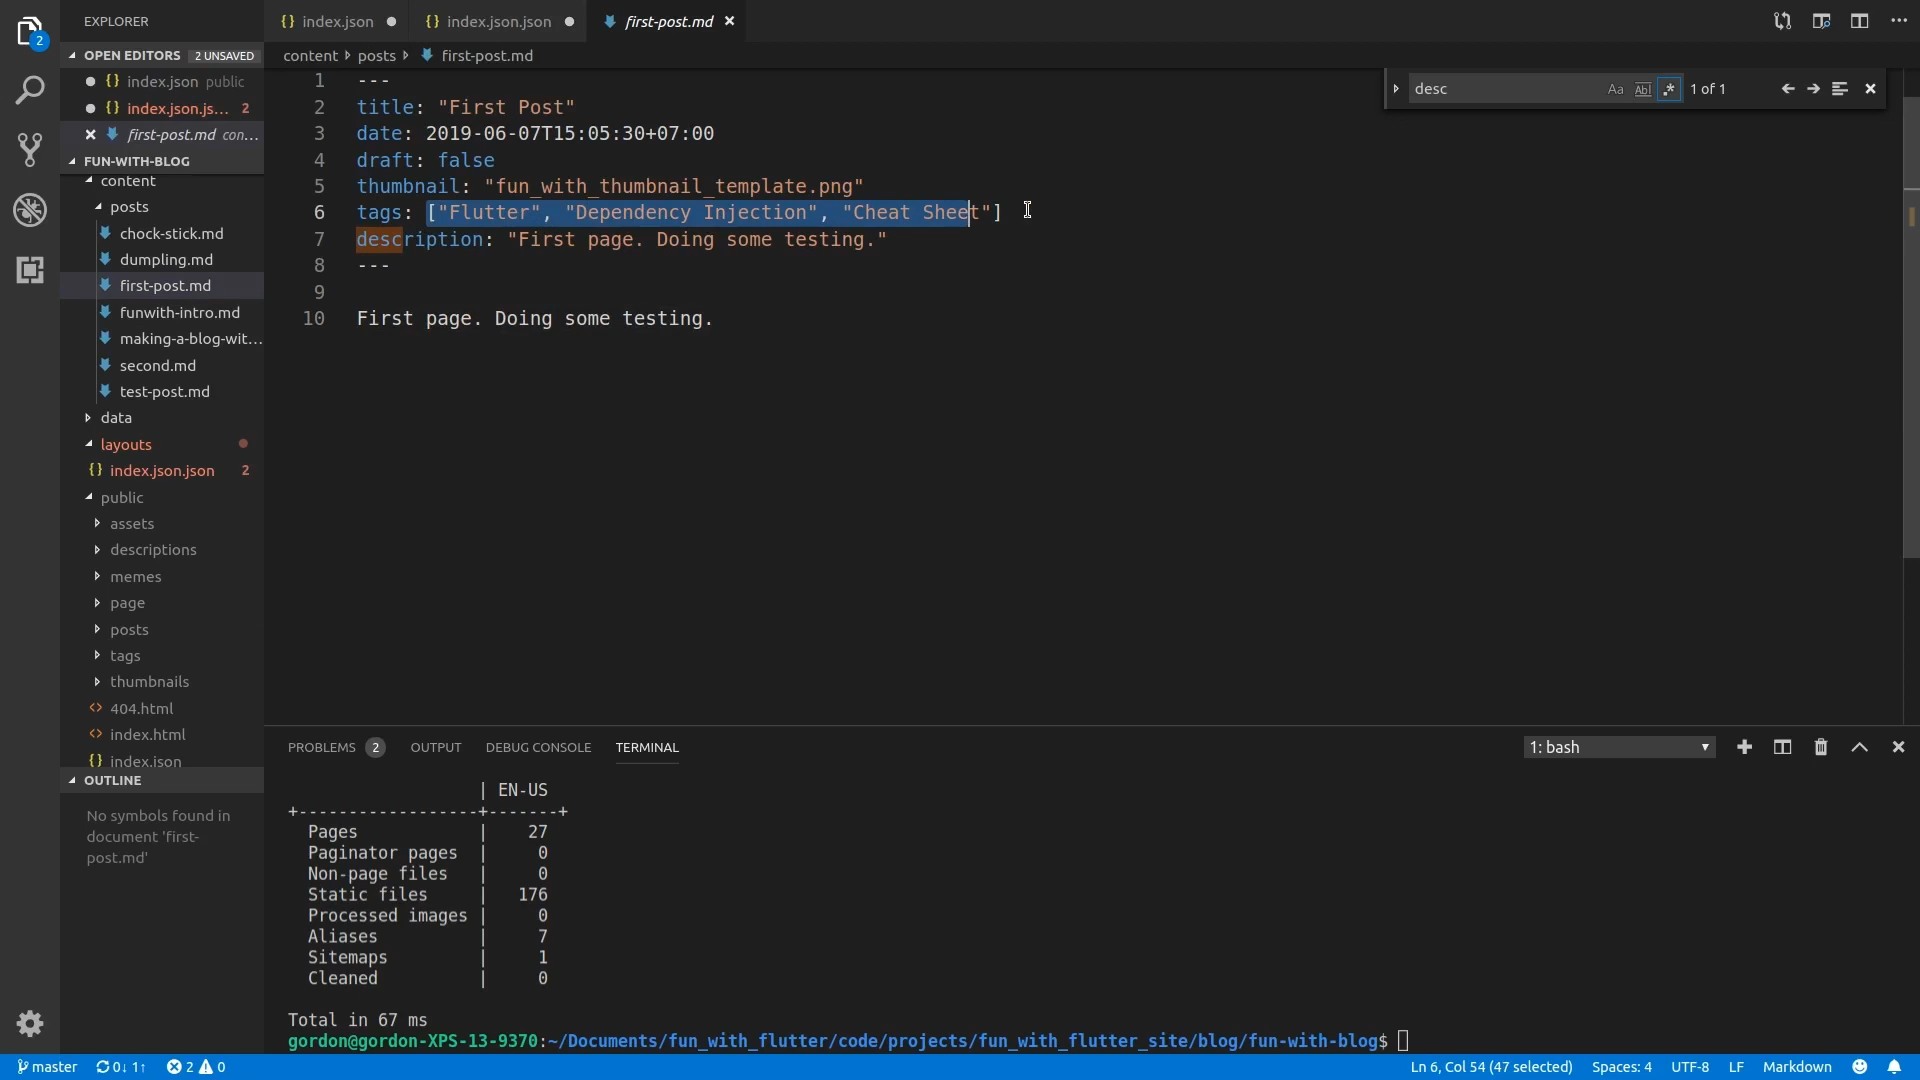 2
EXPLORER
OPEN EDITORS 2 UNSAVED
index.json public
index.json.js... 2
first-post.md con...
FUN-WITH-BLOG
content
posts
chock-stick.md
dumpling.md
first-post.md
funwith-intro.md
making-a-blog-wit...
second.md
test-post.md
data
layouts
index.json.json 2
public
assets
descriptions
memes
page
posts
tags
thumbnails
404.html
index.html
index.json
OUTLINE
No symbols found in
document 'first-
post.md'
index.json
index.json.json
first-post.md
content posts first-post.md
desc Aa Abl .* 1 of 1
1 ---
2 title: "First Post"
3 date: 2019-06-07T15:05:30+07:00
4 draft: false
5 thumbnail: "fun_with_thumbnail_template.png"
6 tags: ["Flutter", "Dependency Injection", "Cheat Sheet"]
7 description: "First page. Doing some testing."
8 ---
9
10 First page. Doing some testing.
PROBLEMS 2 OUTPUT DEBUG CONSOLE TERMINAL 1: bash
| EN-US
+------------------+-------+
Pages | 27
Paginator pages | 0
Non-page files | 0
Static files | 176
Processed images | 0
Aliases | 7
Sitemaps | 1
Cleaned | 0
Total in 67 ms
gordon@gordon-XPS-13-9370:~/Documents/fun_with_flutter/code/projects/fun_with_flutter_site/blog/fun-with-blog$
master 0↓ 1↑ 2 0 Ln 6, Col 54 (47 selected) Spaces: 4 UTF-8 LF Markdown